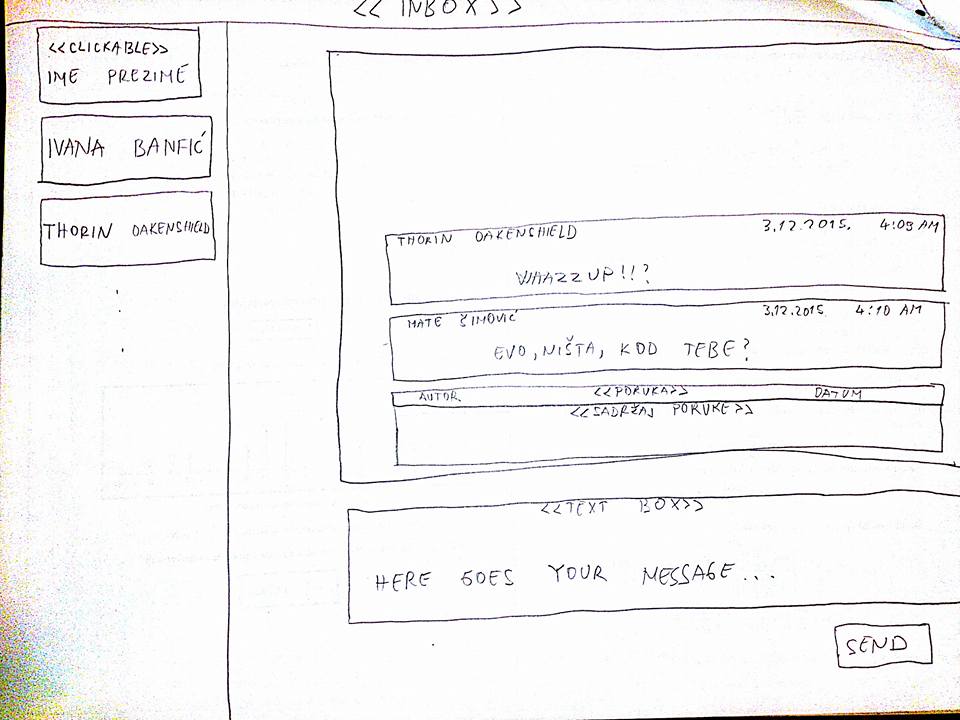 << INBOX >>
<<CLICKABLE>>
IME PREZIME
IVANA BANFIĆ
THORIN OAKENSHIELD
THORIN OAKENSHIELD 3.12.2015. 4:09 AM
WHAZZUP!!?
MATE ŠIMOVIĆ 3.12.2015 4:10 AM
EVO, NIŠTA, KOD TEBE?
AUTOR <<PORUKA>> DATUM
<<SADRŽAJ PORUKE>>
<<TEXT BOX>>
HERE GOES YOUR MESSAGE...
SEND